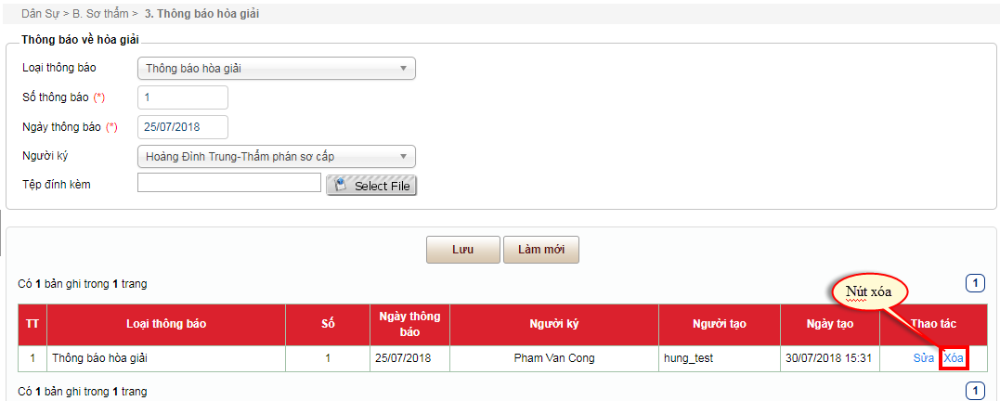 Dân Sự > B. Sơ thẩm > 3. Thông báo hòa giải
Thông báo về hòa giải
Loại thông báo Thông báo hòa giải
Số thông báo (*) 1
Ngày thông báo (*) 25/07/2018
Người ký Hoàng Đình Trung-Thẩm phán sơ cấp
Tệp đính kèm Select File
Lưu Làm mới
Có 1 bản ghi trong 1 trang 1
Nút xóa
TT Loại thông báo Số Ngày thông báo Người ký Người tạo Ngày tạo Thao tác
1 Thông báo hòa giải 1 25/07/2018 Pham Van Cong hung_test 30/07/2018 15:31 Sửa Xóa
Có 1 bản ghi trong 1 trang 1